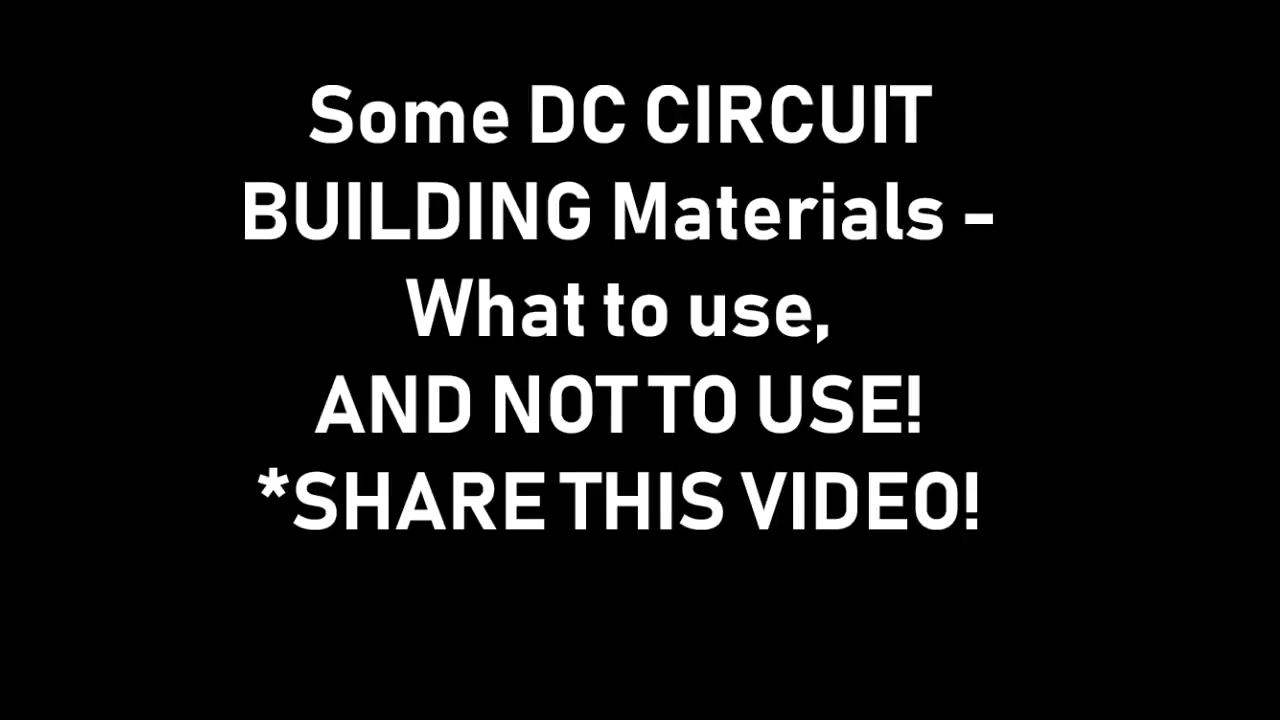 Some DC CIRCUIT
BUILDING Materials -
What to use,
AND NOT TO USE!
*SHARE THIS VIDEO!